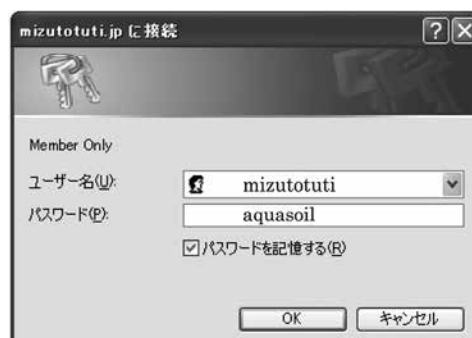 mizutotuti.jp に接続
Member Only
ユーザー名(U): mizutotuti
パスワード(P): aquasoil
パスワードを記憶する(R)
OK キャンセル